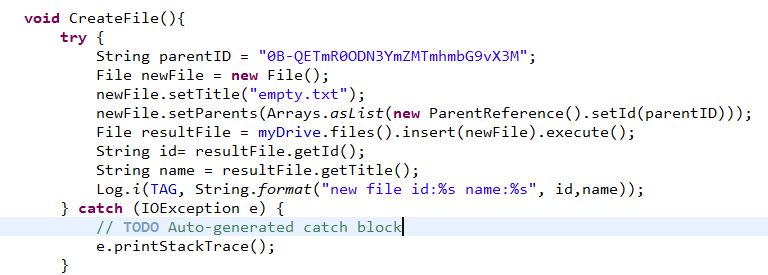 void CreateFile(){
try {
String parentID = "0B-QETmR0ODN3YmZMTmhmbG9vX3M";
File newFile = new File();
newFile.setTitle("empty.txt");
newFile.setParents(Arrays.asList(new ParentReference().setId(parentID)));
File resultFile = myDrive.files().insert(newFile).execute();
String id= resultFile.getId();
String name = resultFile.getTitle();
Log.i(TAG, String.format("new file id:%s name:%s", id,name));
} catch (IOException e) {
// TODO Auto-generated catch block
e.printStackTrace();
}